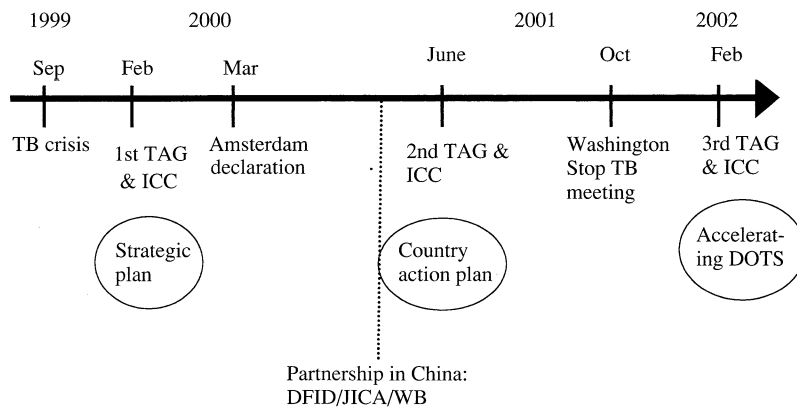 1999
2000
2001
2002
Sep
Feb
Mar
June
Oct
Feb
TB crisis
1st TAG
& ICC
Amsterdam
declaration
2nd TAG &
ICC
Washington
Stop TB
meeting
3rd TAG
& ICC
Strategic
plan
Country
action plan
Accelerat-
ing DOTS
Partnership in China:
DFID/JICA/WB